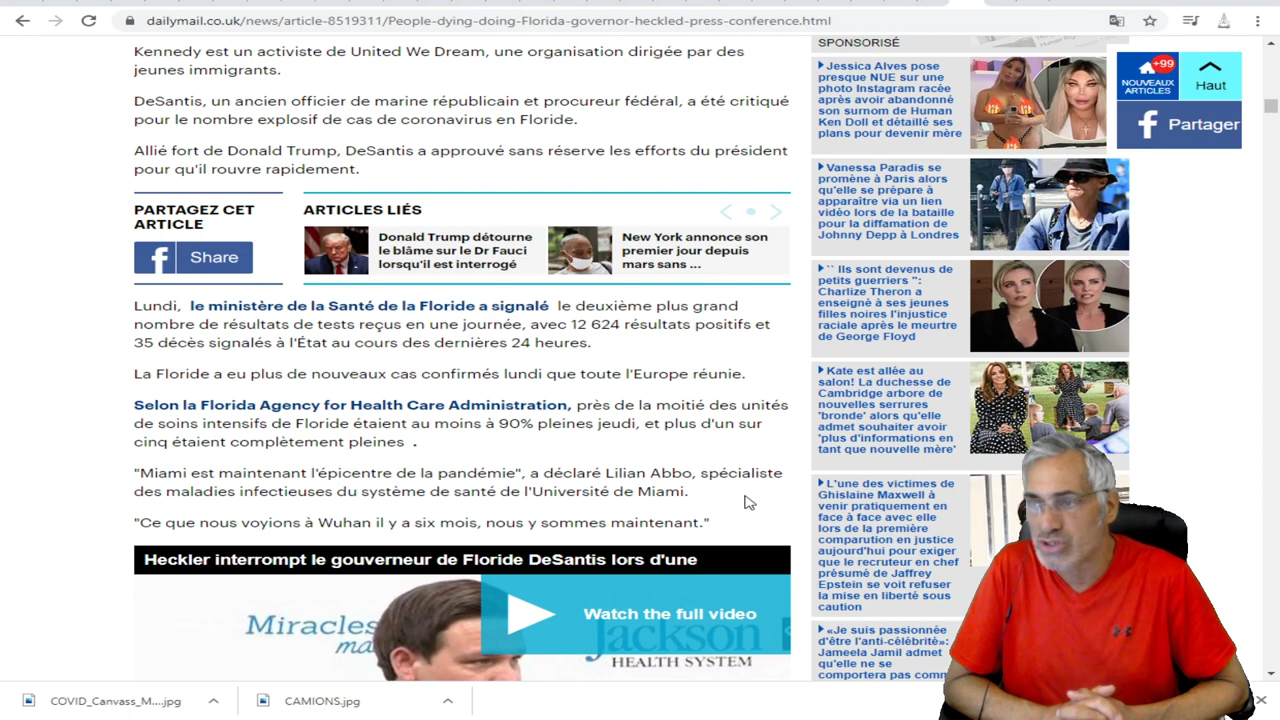 dailymail.co.uk/news/article-8519311/People-dying-doing-Florida-governor-heckled-press-conference.html
Kennedy est un activiste de United We Dream, une organisation dirigée par des
jeunes immigrants.
DeSantis, un ancien officier de marine républicain et procureur fédéral, a été critiqué
pour le nombre explosif de cas de coronavirus en Floride.
Allié fort de Donald Trump, DeSantis a approuvé sans réserve les efforts du président
pour qu'il rouvre rapidement.
PARTAGEZ CET
ARTICLE
f Share
ARTICLES LIÉS
Donald Trump détourne
le blâme sur le Dr Fauci
lorsqu'il est interrogé
New York annonce son
premier jour depuis
mars sans ...
Lundi, le ministère de la Santé de la Floride a signalé le deuxième plus grand
nombre de résultats de tests reçus en une journée, avec 12 624 résultats positifs et
35 décès signalés à l'État au cours des dernières 24 heures.
La Floride a eu plus de nouveaux cas confirmés lundi que toute l'Europe réunie.
Selon la Florida Agency for Health Care Administration, près de la moitié des unités
de soins intensifs de Floride étaient au moins à 90% pleines jeudi, et plus d'un sur
cinq étaient complètement pleines .
"Miami est maintenant l'épicentre de la pandémie", a déclaré Lilian Abbo, spécialiste
des maladies infectieuses du système de santé de l'Université de Miami.
"Ce que nous voyions à Wuhan il y a six mois, nous y sommes maintenant."
Heckler interrompt le gouverneur de Floride DeSantis lors d'une
Watch the full video
Miracles
ma
Jackson
HEALTH SYSTEM
SPONSORISÉ
Jessica Alves pose
presque NUE sur une
photo Instagram racée
après avoir abandonné
son surnom de Human
Ken Doll et détaillé ses
plans pour devenir mère
Vanessa Paradis se
promène à Paris alors
qu'elle se prépare à
apparaître via un lien
vidéo lors de la bataille
pour la diffamation de
Johnny Depp à Londres
`` Ils sont devenus de
petits guerriers '':
Charlize Theron a
enseigné à ses jeunes
filles noires l'injustice
raciale après le meurtre
de George Floyd
Kate est allée au
salon! La duchesse de
Cambridge arbore de
nouvelles serrures
'blonde' alors qu'elle
admet souhaiter avoir
'plus d'informations en
tant que nouvelle mère'
L'une des victimes de
Ghislaine Maxwell à
venir pratiquement en
face à face avec elle
lors de la première
comparution en justice
aujourd'hui pour exiger
que le recruteur en chef
présumé de Jaffrey
Epstein se voit refuser
la mise en liberté sous
caution
«Je suis passionnée
d'être l'anti-célébrité»:
Jameela Jamil admet
qu'elle ne se
comportera pas comm
+99
NOUVEAUX
ARTICLES
Haut
f Partager
COVID_Canvass_M....jpg
CAMIONS.jpg